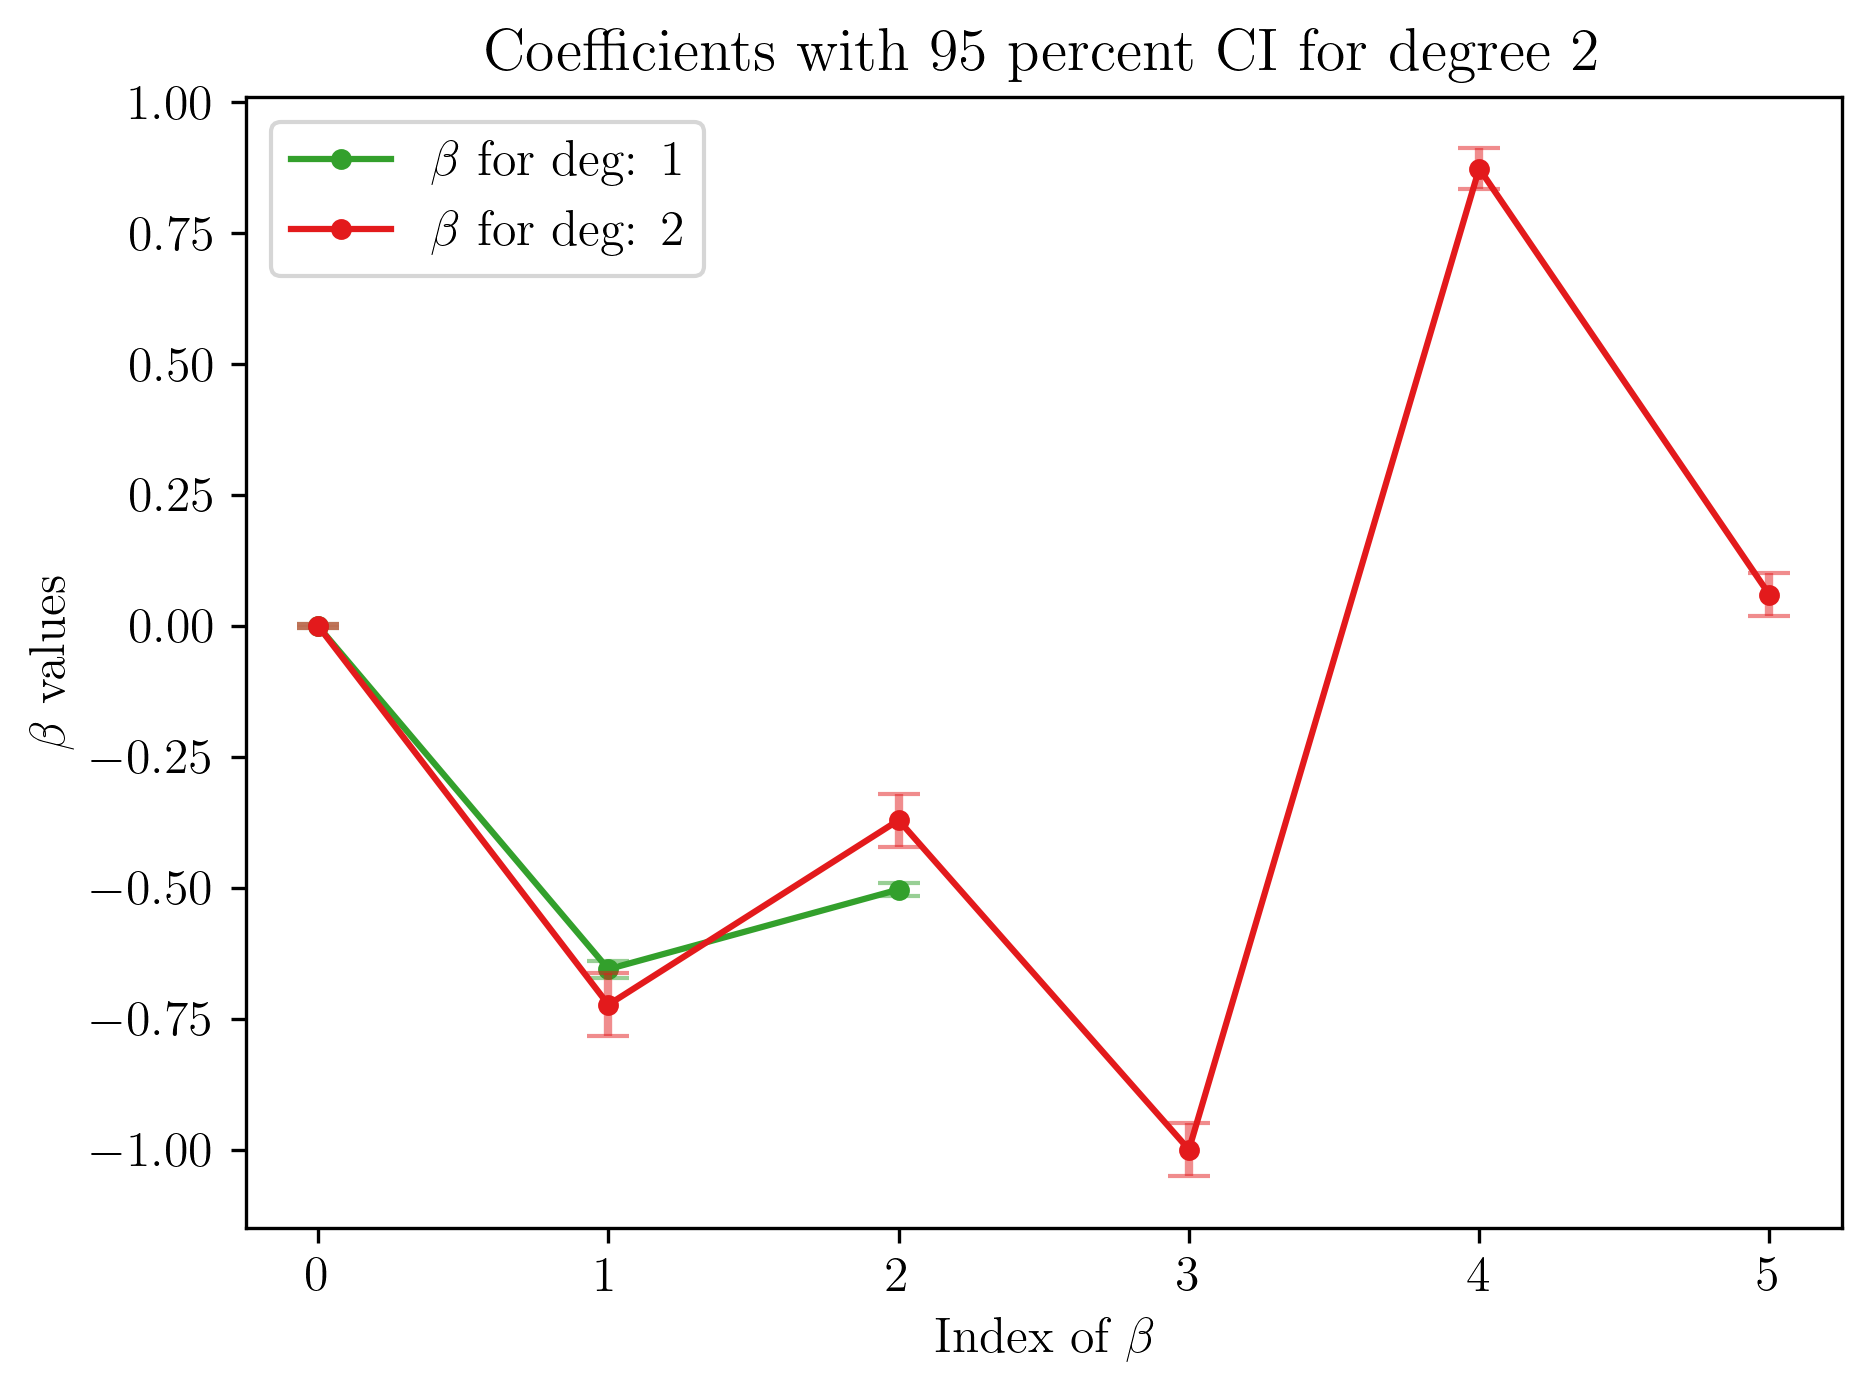 Coefficients with 95 percent CI for degree 2
β for deg: 1
β for deg: 2
1.00
0.75
0.50
0.25
0.00
−0.25
−0.50
−0.75
−1.00
β values
0 1 2 3 4 5
Index of β